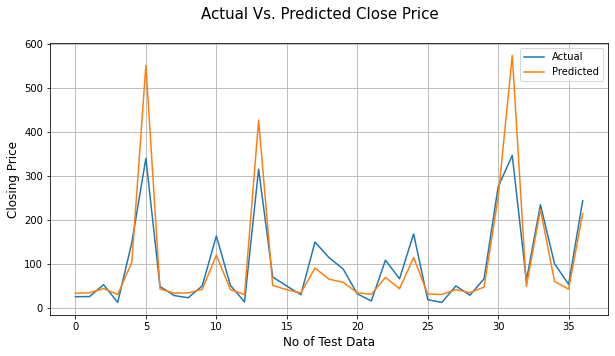 Actual Vs. Predicted Close Price
Actual
Predicted
600
500
400
300
200
100
0
Closing Price
0 5 10 15 20 25 30 35
No of Test Data